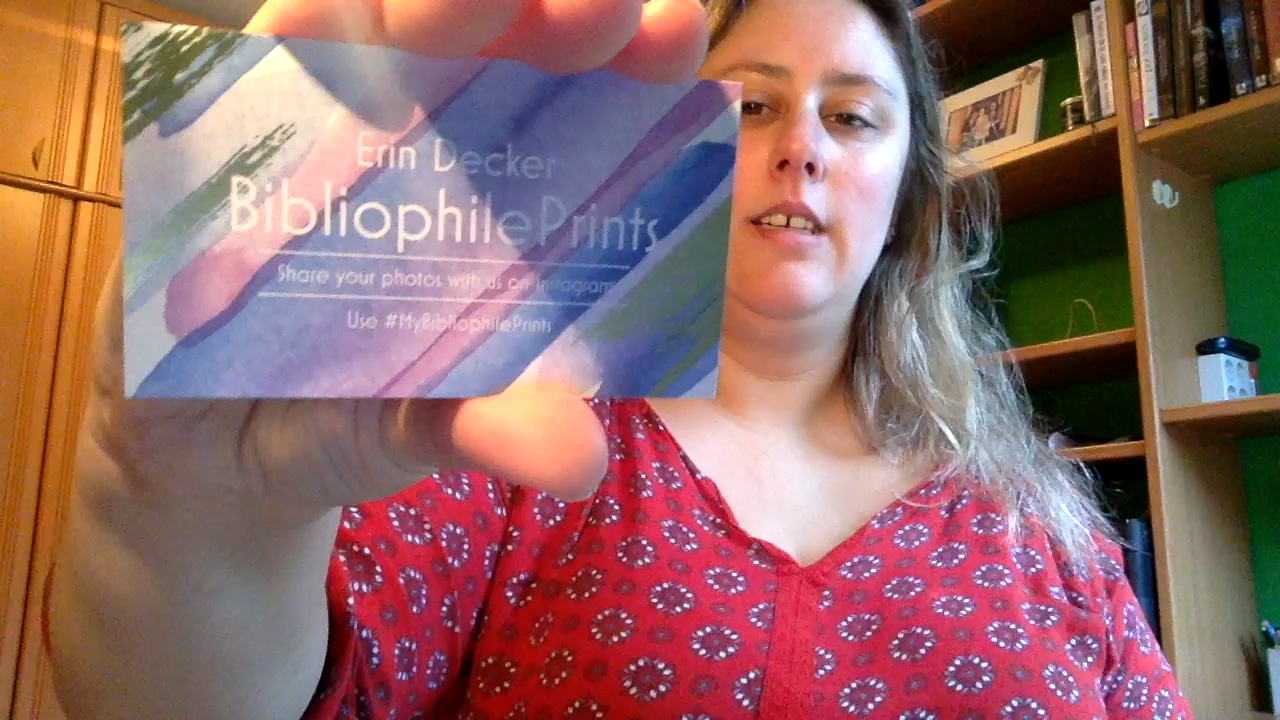 Erin Decker
BibliophilePrints
Share your photos with us on Instagram
Use #MyBibliophilePrints